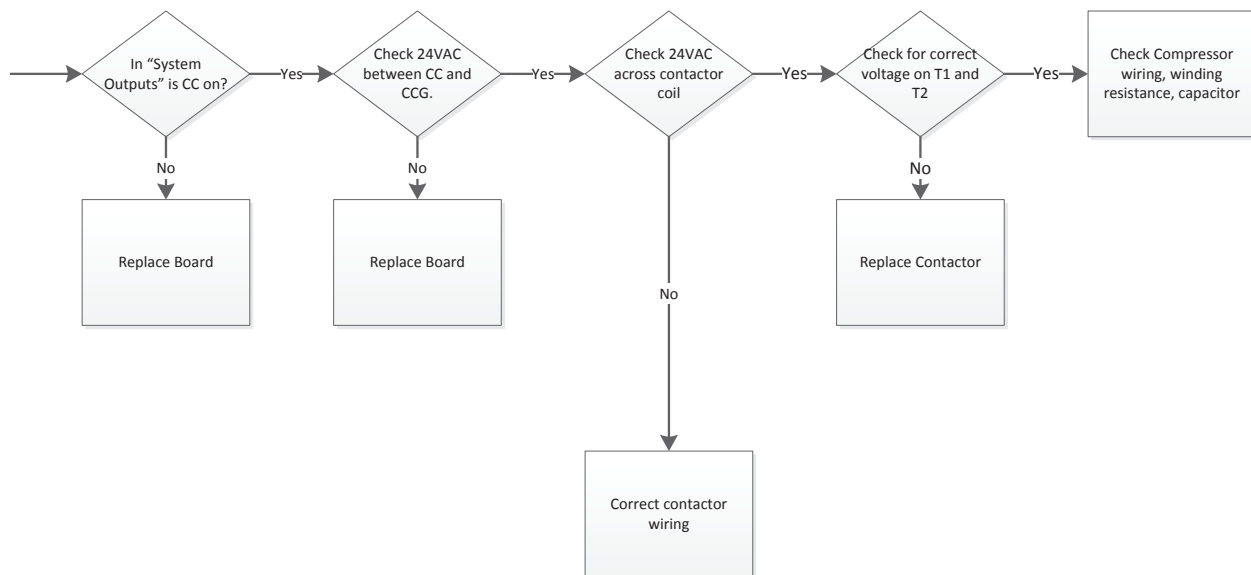 In “System
Outputs” is CC on?
Yes
Check 24VAC
between CC and
CCG.
Yes
Check 24VAC
across contactor
coil
Yes
Check for correct
voltage on T1 and
T2
Yes
Check Compressor
wiring, winding
resistance, capacitor
No
No
No
Replace Board
Replace Board
Replace Contactor
No
Correct contactor
wiring